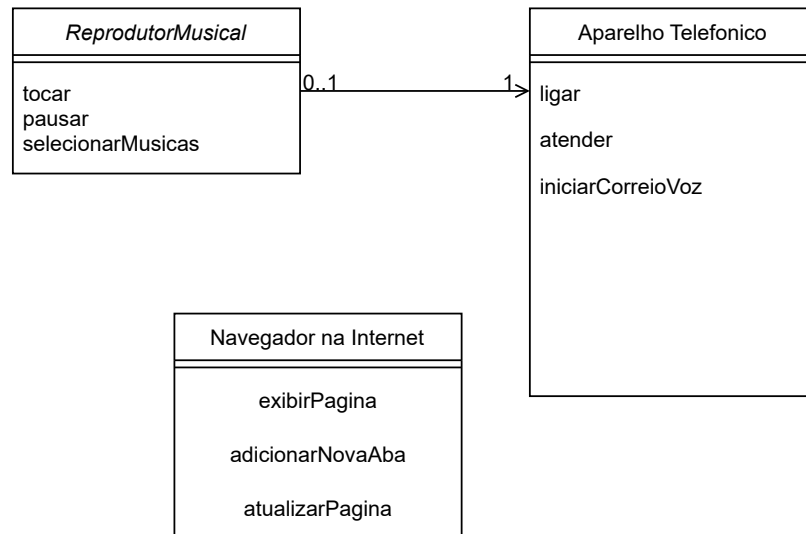 ReprodutorMusical
tocar
pausar
selecionarMusicas
0..1
1
Aparelho Telefonico
ligar
atender
iniciarCorreioVoz
Navegador na Internet
exibirPagina
adicionarNovaAba
atualizarPagina